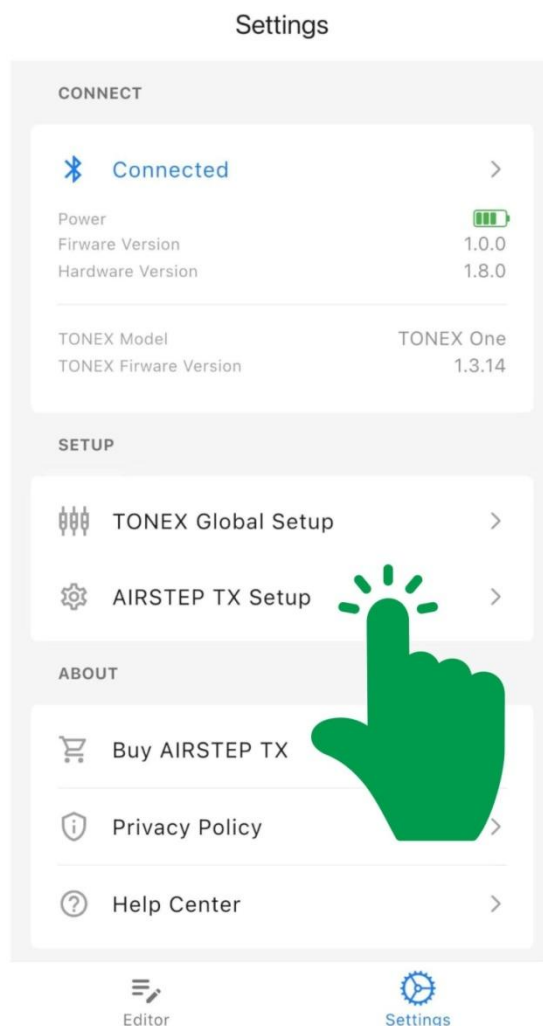 Settings
CONNECT
Connected
Power
Firware Version 1.0.0
Hardware Version 1.8.0
TONEX Model TONEX One
TONEX Firware Version 1.3.14
SETUP
TONEX Global Setup
AIRSTEP TX Setup
ABOUT
Buy AIRSTEP TX
Privacy Policy
Help Center
Editor Settings